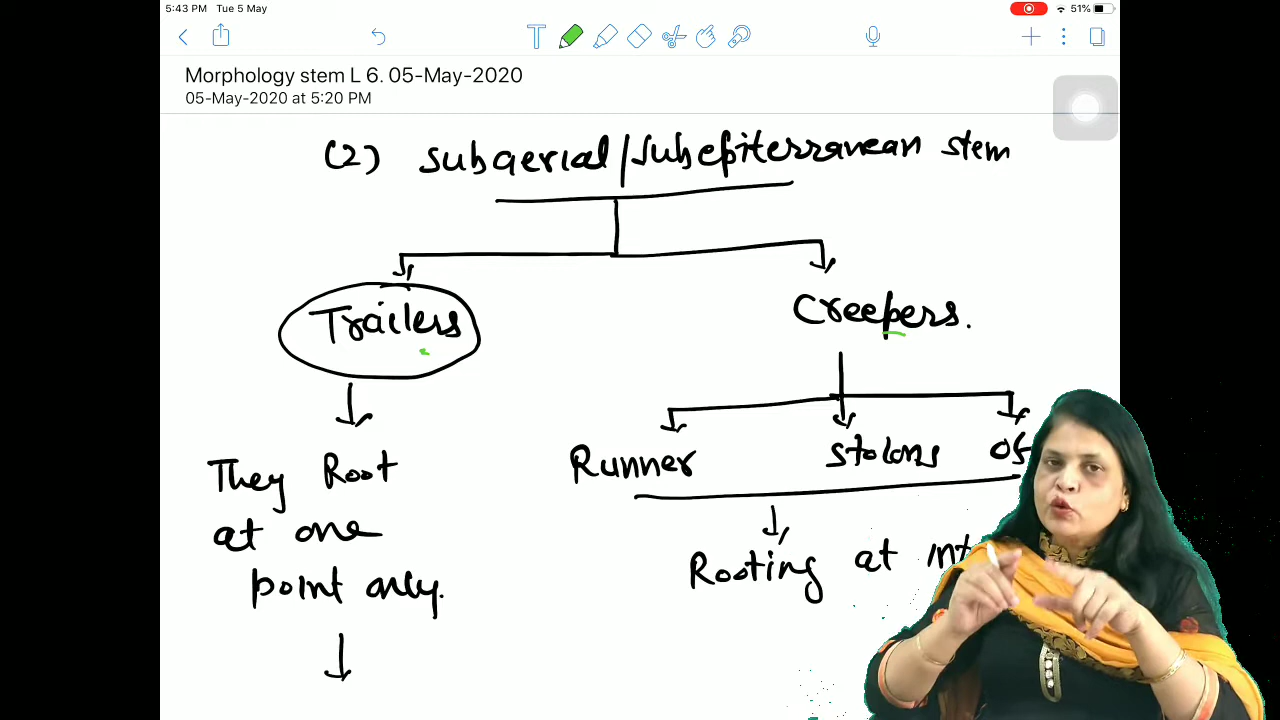 5:43 PM Tue 5 May
51%
T
Morphology stem L 6. 05-May-2020
05-May-2020 at 5:20 PM
(2) subaerial/subepiterranean stem
Trailers
Creepers.
Runner stolons
They Root
at one
point only.
Rooting at